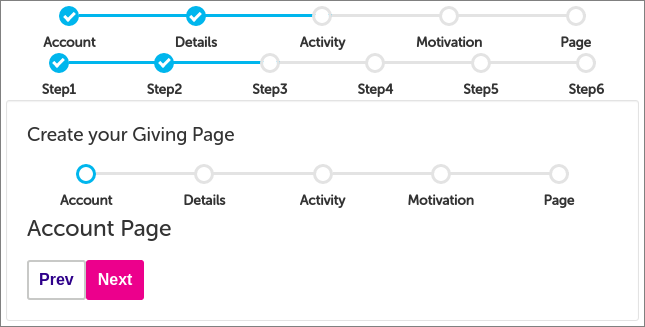 Account Details Activity Motivation Page
Step1 Step2 Step3 Step4 Step5 Step6
Create your Giving Page
Account Details Activity Motivation Page
Account Page
Prev Next